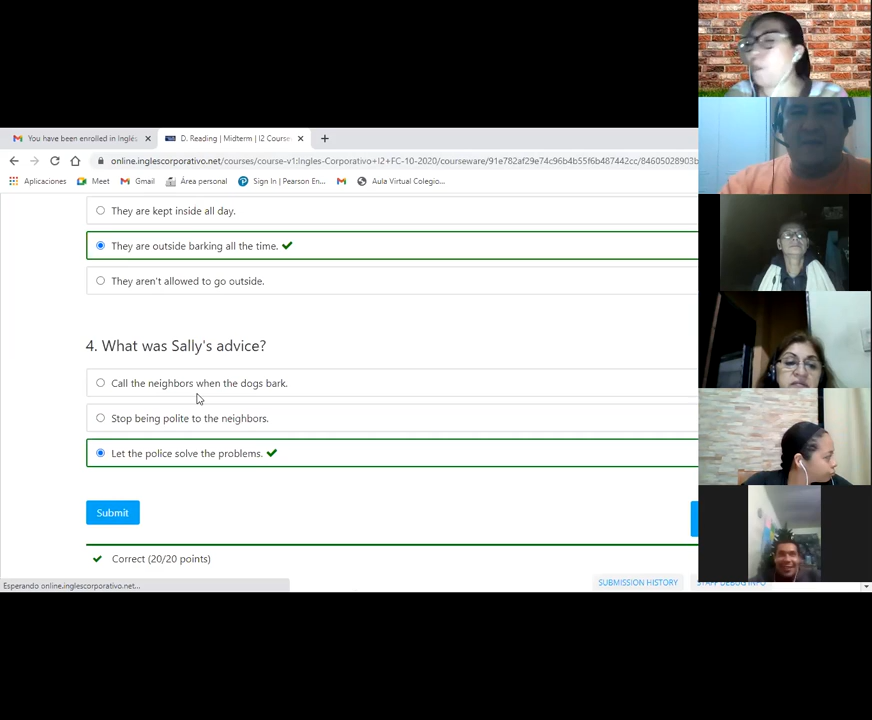 You have been enrolled in Inglés
D. Reading | Midterm | I2 Course
online.inglescorporativo.net/courses/course-v1:Ingles-Corporativo+I2+FC-10-2020/courseware/91e782af29e74c96b4b55f6b487442cc/84605028903b
Aplicaciones Meet Gmail Área personal Sign In | Pearson En... Aula Virtual Colegio...
They are kept inside all day.
They are outside barking all the time.
They aren't allowed to go outside.
4. What was Sally's advice?
Call the neighbors when the dogs bark.
Stop being polite to the neighbors.
Let the police solve the problems.
Submit
Correct (20/20 points)
SUBMISSION HISTORY STAFF DEBUG INFO
Esperando online.inglescorporativo.net...